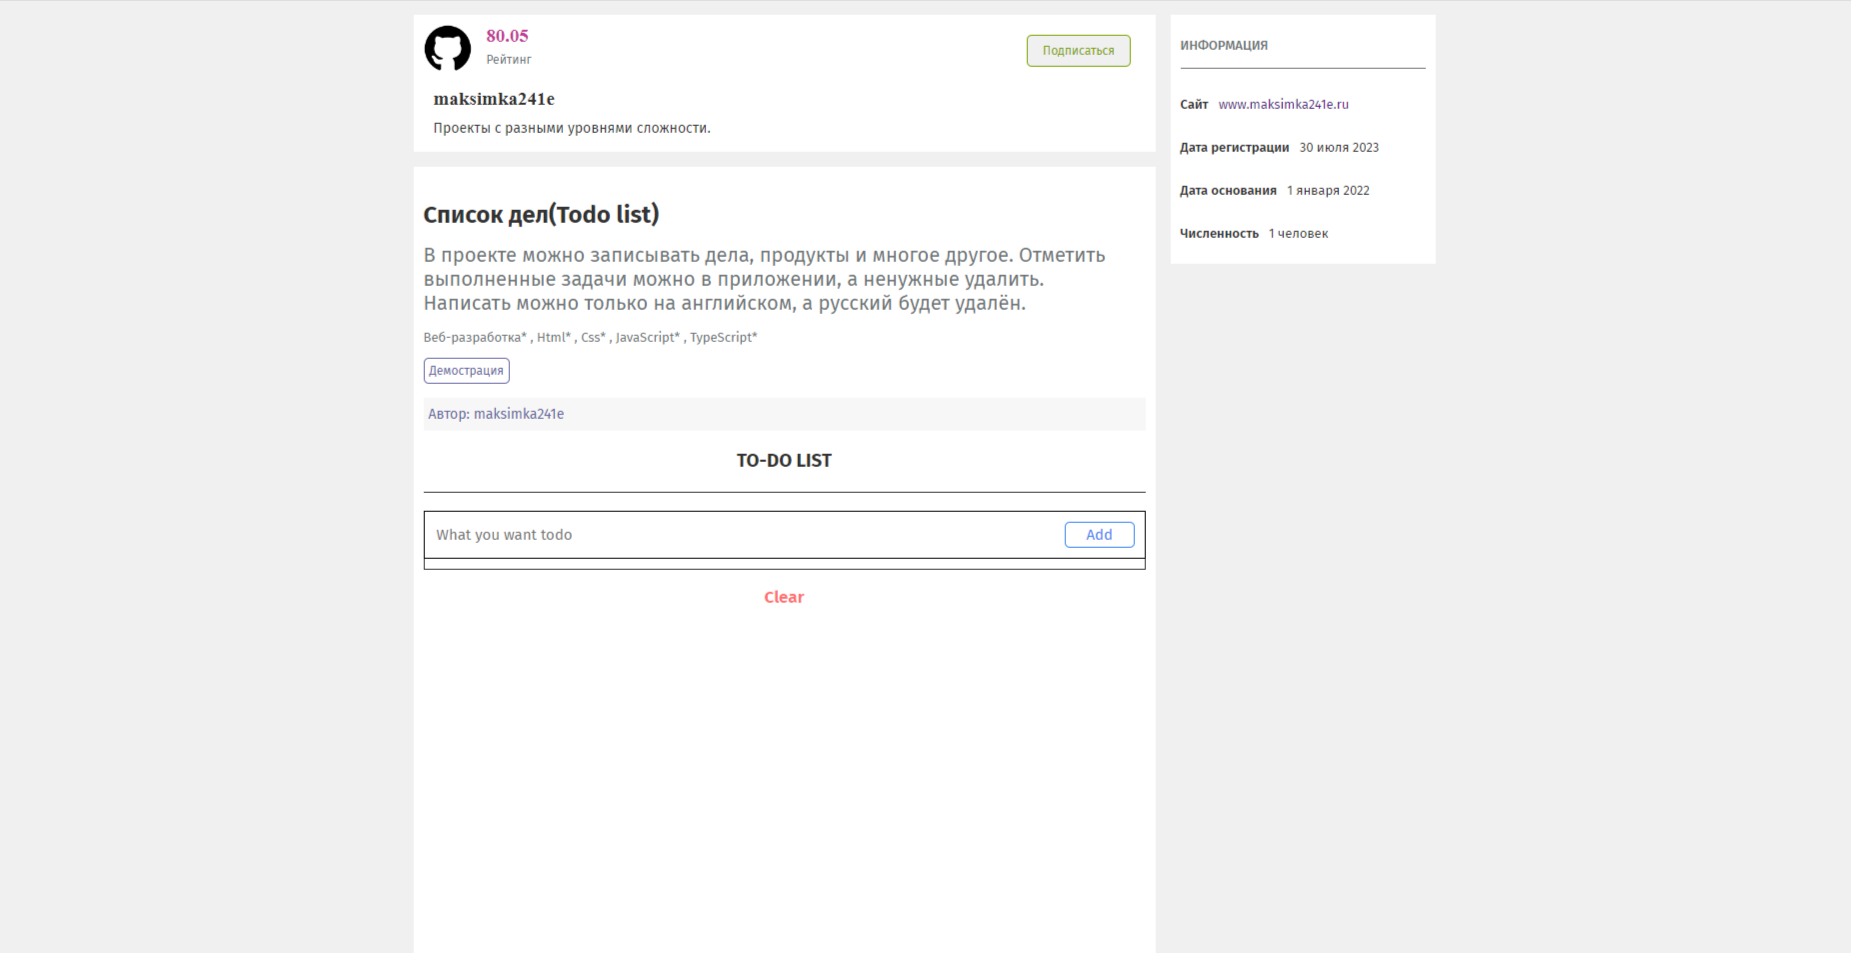 80.05
Рейтинг
Подписаться
maksimka241e
Проекты с разными уровнями сложности.
ИНФОРМАЦИЯ
Сайт www.maksimka241e.ru
Дата регистрации 30 июля 2023
Дата основания 1 января 2022
Численность 1 человек
Список дел(Todo list)
В проекте можно записывать дела, продукты и многое другое. Отметить
выполненные задачи можно в приложении, а ненужные удалить.
Написать можно только на английском, а русский будет удалён.
Веб-разработка* , Html* , Css* , JavaScript* , TypeScript*
Демострация
Автор: maksimka241e
TO-DO LIST
What you want todo
Add
Clear